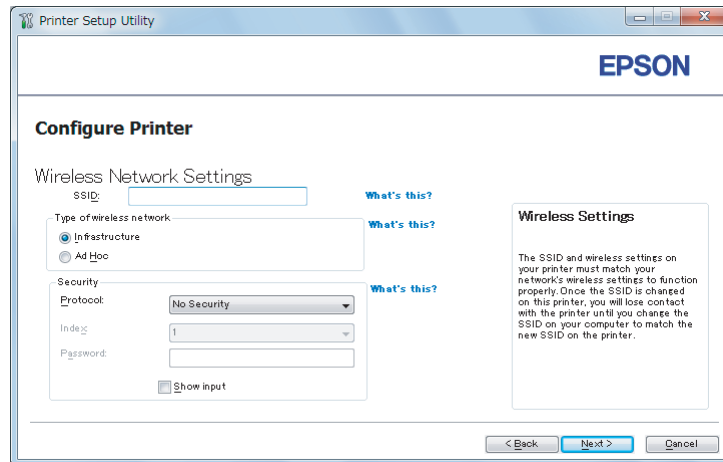 Printer Setup Utility
EPSON
Configure Printer
Wireless Network Settings
SSID:
What's this?
Type of wireless network
What's this?
Infrastructure
Ad Hoc
Security
What's this?
Protocol:
No Security
Index:
1
Password:
Show input
Wireless Settings
The SSID and wireless settings on
your printer must match your
network's wireless settings to function
properly. Once the SSID is changed
on this printer, you will lose contact
with the printer until you change the
SSID on your computer to match the
new SSID on the printer.
< Back
Next >
Cancel